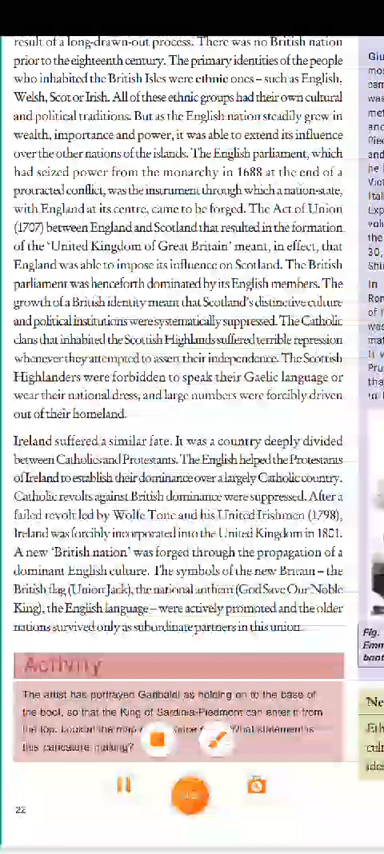 result of a long-drawn-out process. There was no British nation
prior to the eighteenth century. The primary identities of the people
who inhabited the British Isles were ethnic ones – such as English,
Welsh, Scot or Irish. All of these ethnic groups had their own cultural
and political traditions. But as the English nation steadily grew in
wealth, importance and power, it was able to extend its influence
over the other nations of the islands. The English parliament, which
had seized power from the monarchy in 1688 at the end of a
protracted conflict, was the instrument through which a nation-state,
with England at its centre, came to be forged. The Act of Union
(1707) between England and Scotland that resulted in the formation
of the ‘United Kingdom of Great Britain’ meant, in effect, that
England was able to impose its influence on Scotland. The British
parliament was henceforth dominated by its English members. The
growth of a British identity meant that Scotland’s distinctive culture
and political institutions were systematically suppressed. The Catholic
clans that inhabited the Scottish Highlands suffered terrible repression
whenever they attempted to assert their independence. The Scottish
Highlanders were forbidden to speak their Gaelic language or
wear their national dress, and large numbers were forcibly driven
out of their homeland.
Ireland suffered a similar fate. It was a country deeply divided
between Catholics and Protestants. The English helped the Protestants
of Ireland to establish their dominance over a largely Catholic country.
Catholic revolts against British dominance were suppressed. After a
failed revolt led by Wolfe Tone and his United Irishmen (1798),
Ireland was forcibly incorporated into the United Kingdom in 1801.
A new ‘British nation’ was forged through the propagation of a
dominant English culture. The symbols of the new Britain – the
British flag (Union Jack), the national anthem (God Save Our Noble
King), the English language – were actively promoted and the older
nations survived only as subordinate partners in this union.
Activity
The artist has portrayed Garibaldi as holding on to the base of
the boot, so that the King of Sardinia-Piedmont can enter it from
the top. Look at the map What statement is
this caricature making?
22
Giu
Fig.
Emm